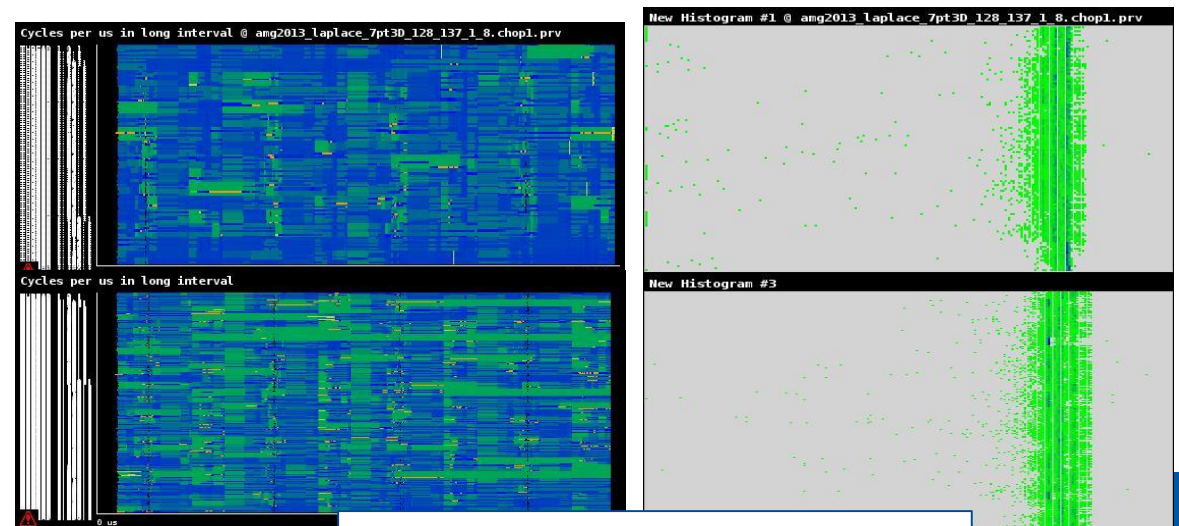 Cycles per us in long interval @ amg2013_laplace_7pt3D_128_137_1_8.chop1.prv
New Histogram #1 @ amg2013_laplace_7pt3D_128_137_1_8.chop1.prv
Cycles per us in long interval
New Histogram #3
0 us